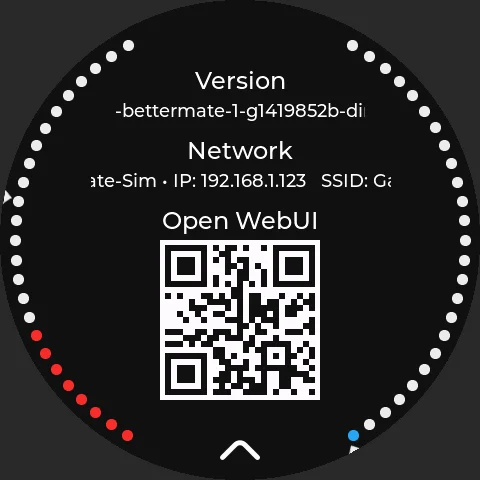 Version
-bettermate-1-g1419852b-di
Network
ate-Sim • IP: 192.168.1.123 SSID: Ga
Open WebUI